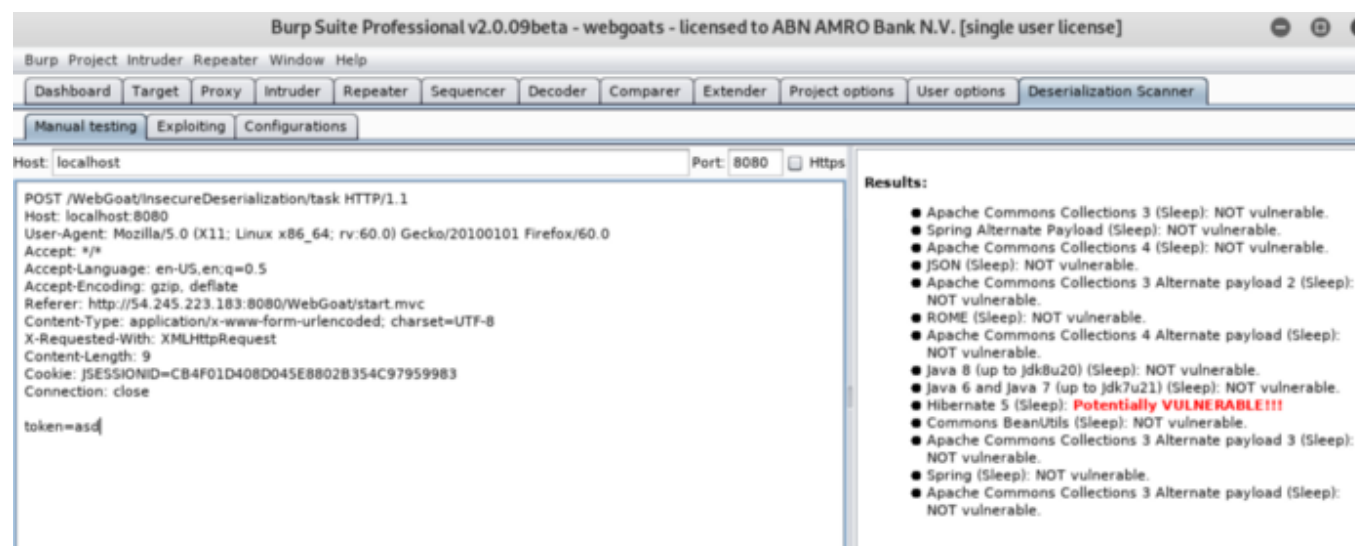 Burp Suite Professional v2.0.09beta - webgoats - licensed to ABN AMRO Bank N.V. [single user license]
Burp Project Intruder Repeater Window Help
Dashboard Target Proxy Intruder Repeater Sequencer Decoder Comparer Extender Project options User options Deserialization Scanner
Manual testing Exploiting Configurations
Host: localhost Port: 8080 Https
POST /WebGoat/InsecureDeserialization/task HTTP/1.1
Host: localhost:8080
User-Agent: Mozilla/5.0 (X11; Linux x86_64; rv:60.0) Gecko/20100101 Firefox/60.0
Accept: */*
Accept-Language: en-US,en;q=0.5
Accept-Encoding: gzip, deflate
Referer: http://54.245.223.183:8080/WebGoat/start.mvc
Content-Type: application/x-www-form-urlencoded; charset=UTF-8
X-Requested-With: XMLHttpRequest
Content-Length: 9
Cookie: JSESSIONID=CB4F01D408D045E8802B354C97959983
Connection: close
token=asd
Results:
Apache Commons Collections 3 (Sleep): NOT vulnerable.
Spring Alternate Payload (Sleep): NOT vulnerable.
Apache Commons Collections 4 (Sleep): NOT vulnerable.
JSON (Sleep): NOT vulnerable.
Apache Commons Collections 3 Alternate payload 2 (Sleep):
NOT vulnerable.
ROME (Sleep): NOT vulnerable.
Apache Commons Collections 4 Alternate payload (Sleep):
NOT vulnerable.
Java 8 (up to Jdk8u20) (Sleep): NOT vulnerable.
Java 6 and Java 7 (up to Jdk7u21) (Sleep): NOT vulnerable.
Hibernate 5 (Sleep): Potentially VULNERABLE!!!
Commons BeanUtils (Sleep): NOT vulnerable.
Apache Commons Collections 3 Alternate payload 3 (Sleep):
NOT vulnerable.
Spring (Sleep): NOT vulnerable.
Apache Commons Collections 3 Alternate payload (Sleep):
NOT vulnerable.